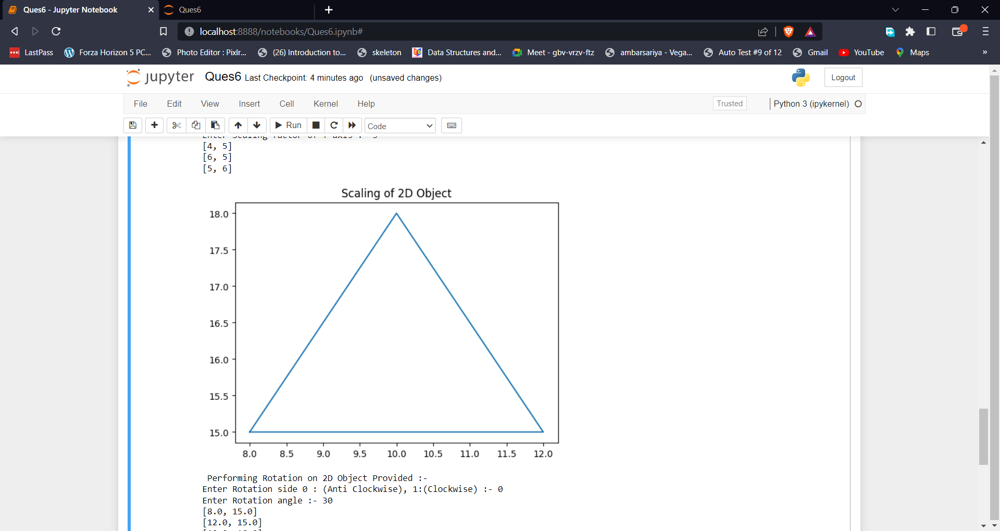 Ques6 - Jupyter Notebook
Ques6
localhost:8888/notebooks/Ques6.ipynb#
LastPass
Forza Horizon 5 PC...
Photo Editor : Pixlr...
(26) Introduction to...
skeleton
Data Structures and...
Meet - gbv-vrzv-ftz
ambarsariya - Vega...
Auto Test #9 of 12
Gmail
YouTube
Maps
»
jupyter Ques6 Last Checkpoint: 4 minutes ago (unsaved changes)
Logout
File Edit View Insert Cell Kernel Help
Trusted
Python 3 (ipykernel)
Run
Code
[4, 5]
[6, 5]
[5, 6]
Scaling of 2D Object
18.0
17.5
17.0
16.5
16.0
15.5
15.0
8.0 8.5 9.0 9.5 10.0 10.5 11.0 11.5 12.0
Performing Rotation on 2D Object Provided :-
Enter Rotation side 0 : (Anti Clockwise), 1:(Clockwise) :- 0
Enter Rotation angle :- 30
[8.0, 15.0]
[12.0, 15.0]